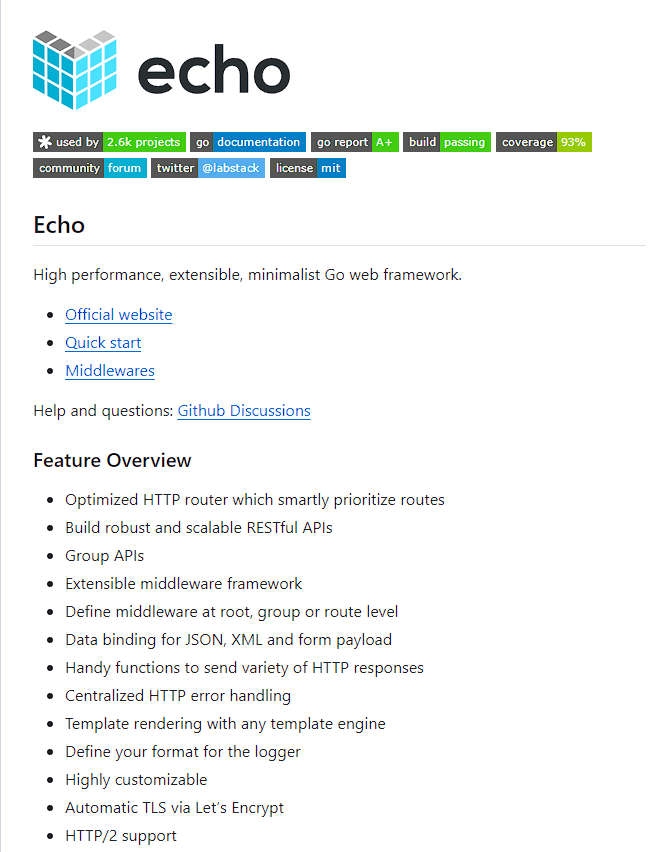 echo
used by 2.6k projects go documentation go report A+ build passing coverage 93%
community forum twitter @labstack license mit
Echo
High performance, extensible, minimalist Go web framework.
Official website
Quick start
Middlewares
Help and questions: Github Discussions
Feature Overview
Optimized HTTP router which smartly prioritize routes
Build robust and scalable RESTful APIs
Group APIs
Extensible middleware framework
Define middleware at root, group or route level
Data binding for JSON, XML and form payload
Handy functions to send variety of HTTP responses
Centralized HTTP error handling
Template rendering with any template engine
Define your format for the logger
Highly customizable
Automatic TLS via Let’s Encrypt
HTTP/2 support